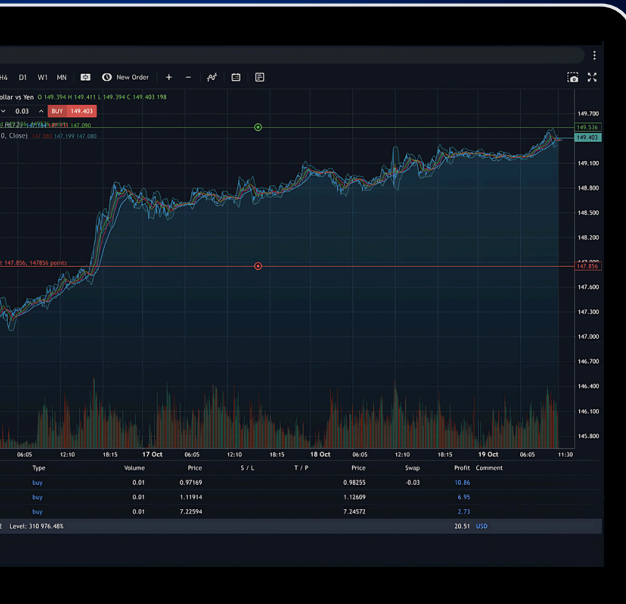 H4 D1 W1 MN New Order + −
ollar vs Yen O 149.394 H 149.411 L 149.394 C 149.403 198
0.03 BUY 149.403
147.090
0, Close) 147.199 147.080
149.700
149.536
149.403
149.100
148.800
148.500
148.200
t 147.856, 147856 points
147.856
147.600
147.300
147.000
146.700
146.400
146.100
145.800
06:05 12:10 18:15 17 Oct 06:05 12:10 18:15 18 Oct 06:05 12:10 18:15 19 Oct 06:05 11:30
Type Volume Price S / L T / P Price Swap Profit Comment
buy 0.01 0.97169 0.98255 -0.03 10.86
buy 0.01 1.11914 1.12609 6.95
buy 0.01 7.22594 7.24572 2.73
Level: 310 976.48% 20.51 USD